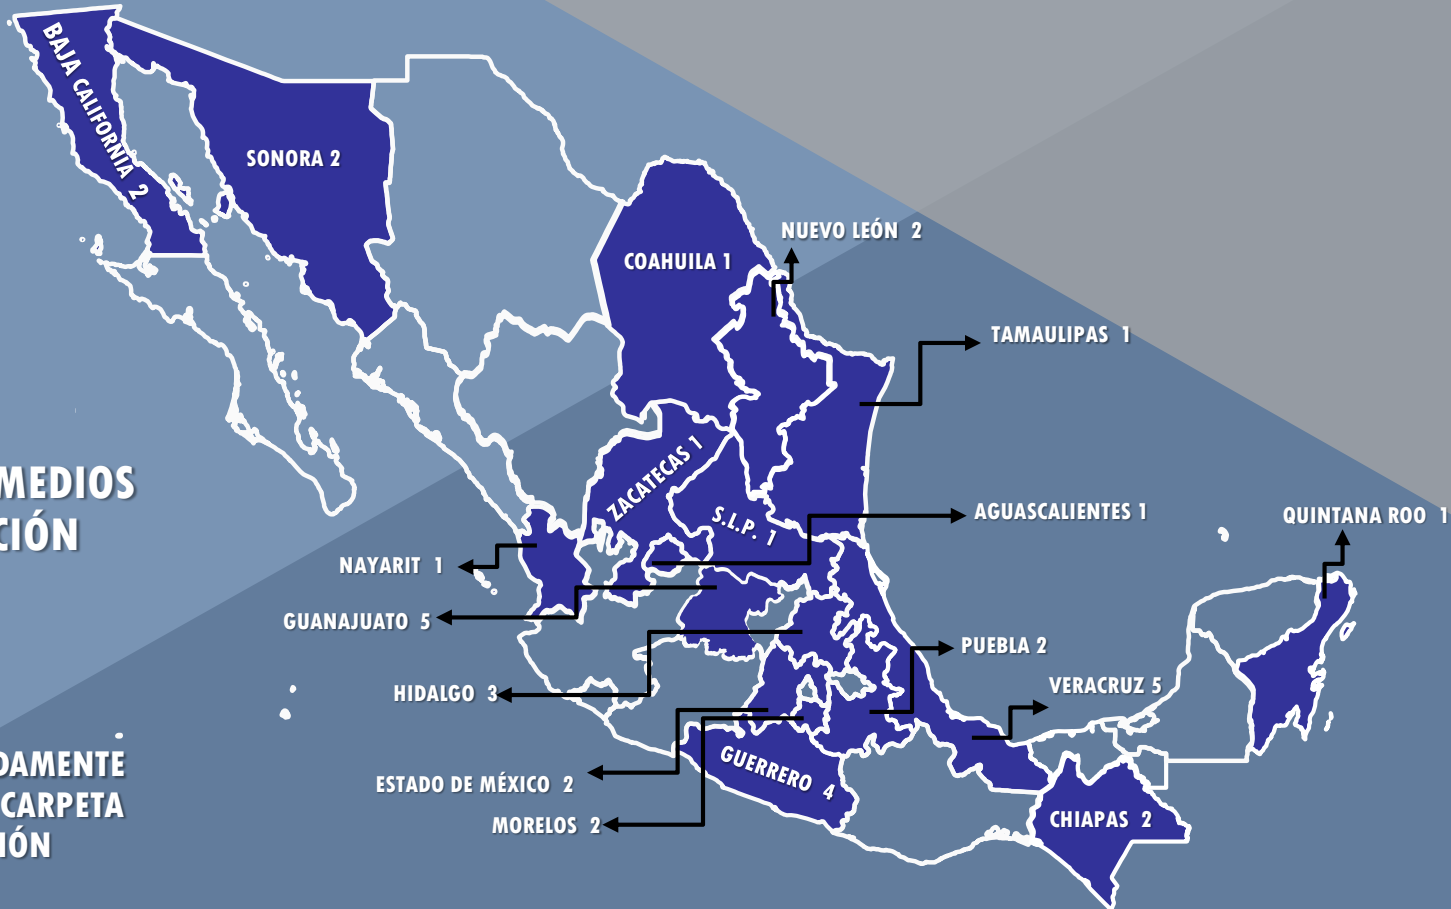 BAJA CALIFORNIA 2
SONORA 2
COAHUILA 1
NUEVO LEÓN 2
TAMAULIPAS 1
ZACATECAS 1
S.L.P. 1
AGUASCALIENTES 1
QUINTANA ROO 1
NAYARIT 1
GUANAJUATO 5
PUEBLA 2
HIDALGO 3
VERACRUZ 5
ESTADO DE MÉXICO 2
GUERRERO 4
MORELOS 2
CHIAPAS 2
MEDIOS
CIÓN
DAMENTE
CARPETA
IÓN